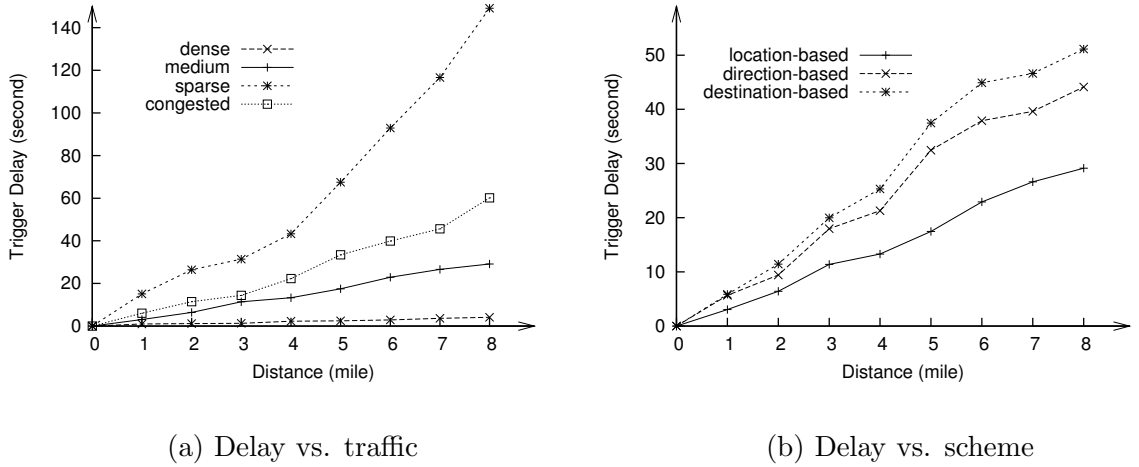 140
120
100
80
60
40
20
0
Trigger Delay (second)
dense
medium
sparse
congested
0 1 2 3 4 5 6 7 8
Distance (mile)
(a) Delay vs. traffic
50
40
30
20
10
0
Trigger Delay (second)
location-based
direction-based
destination-based
0 1 2 3 4 5 6 7 8
Distance (mile)
(b) Delay vs. scheme